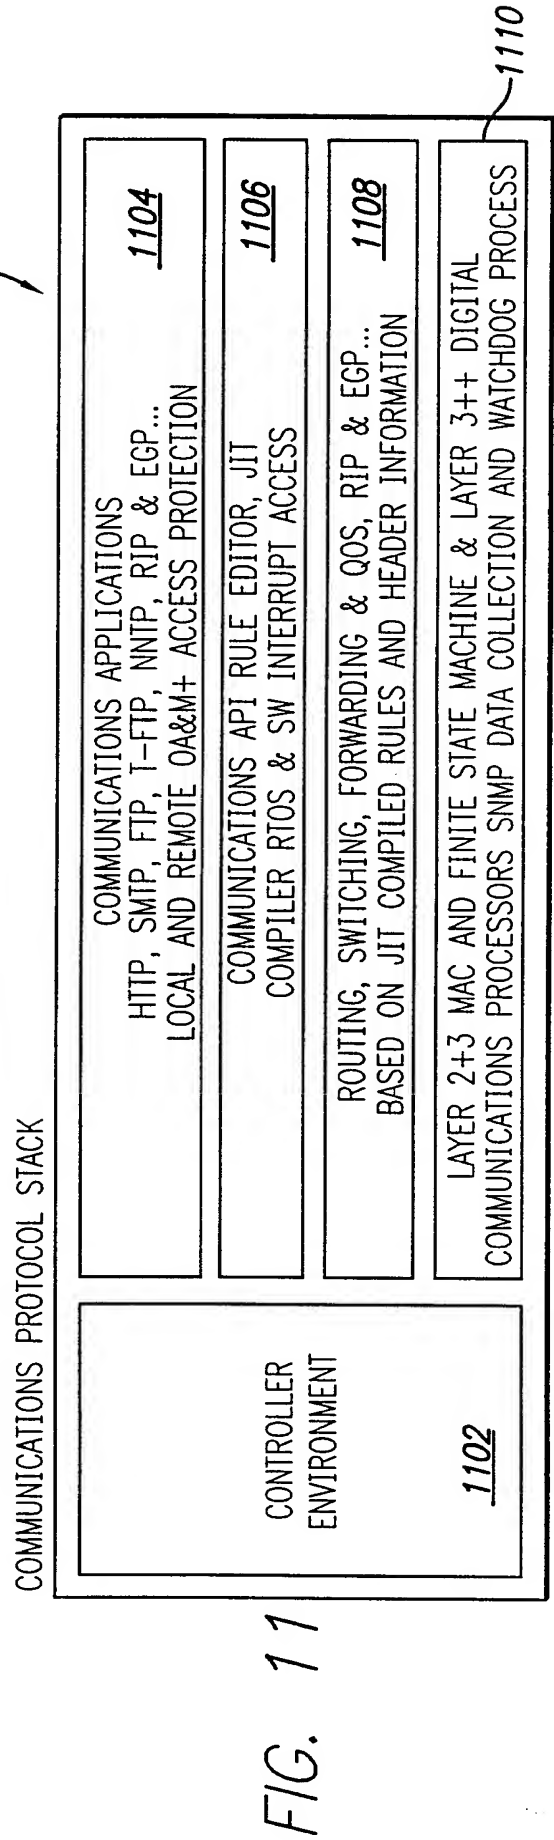 COMMUNICATIONS PROTOCOL STACK
CONTROLLER
ENVIRONMENT
1102
COMMUNICATIONS APPLICATIONS
HTTP, SMTP, FTP, T-FTP, NNTP, RIP & EGP...
LOCAL AND REMOTE OA&M+ ACCESS PROTECTION
1104
COMMUNICATIONS API RULE EDITOR, JIT
COMPILER RTOS & SW INTERRUPT ACCESS
1106
ROUTING, SWITCHING, FORWARDING & QOS, RIP & EGP...
BASED ON JIT COMPILED RULES AND HEADER INFORMATION
1108
LAYER 2+3 MAC AND FINITE STATE MACHINE & LAYER 3++ DIGITAL
COMMUNICATIONS PROCESSORS SNMP DATA COLLECTION AND WATCHDOG PROCESS
1110
FIG. 11